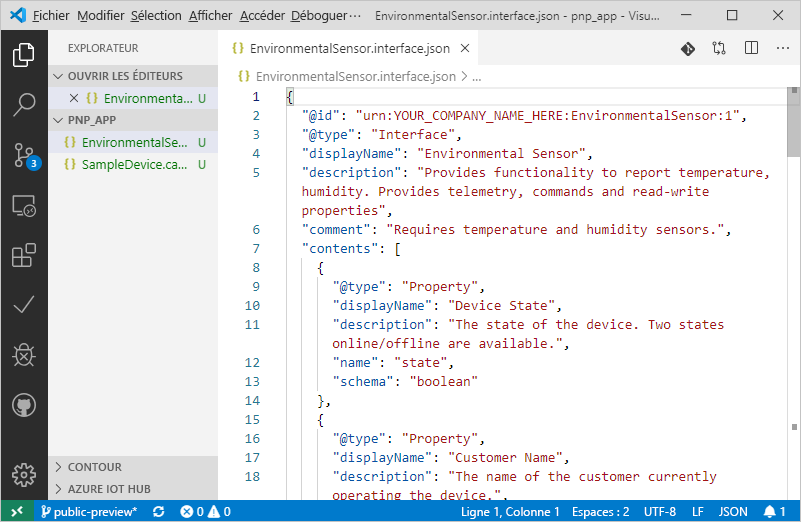 Fichier Modifier Sélection Afficher Accéder Déboguer ··· EnvironmentalSensor.interface.json - pnp_app - Visu...
EXPLORATEUR
OUVRIR LES ÉDITEURS
{} Environmenta... U
PNP_APP
{} EnvironmentalSe... U
{} SampleDevice.ca... U
3
CONTOUR
AZURE IOT HUB
{} EnvironmentalSensor.interface.json
{} EnvironmentalSensor.interface.json > ...
1 {
2 "@id": "urn:YOUR_COMPANY_NAME_HERE:EnvironmentalSensor:1",
3 "@type": "Interface",
4 "displayName": "Environmental Sensor",
5 "description": "Provides functionality to report temperature,
humidity. Provides telemetry, commands and read-write
properties",
6 "comment": "Requires temperature and humidity sensors.",
7 "contents": [
8 {
9 "@type": "Property",
10 "displayName": "Device State",
11 "description": "The state of the device. Two states
online/offline are available.",
12 "name": "state",
13 "schema": "boolean"
14 },
15 {
16 "@type": "Property",
17 "displayName": "Customer Name",
18 "description": "The name of the customer currently
operating the device.",
public-preview* 0 0 Ligne 1, Colonne 1 Espaces : 2 UTF-8 LF JSON 1